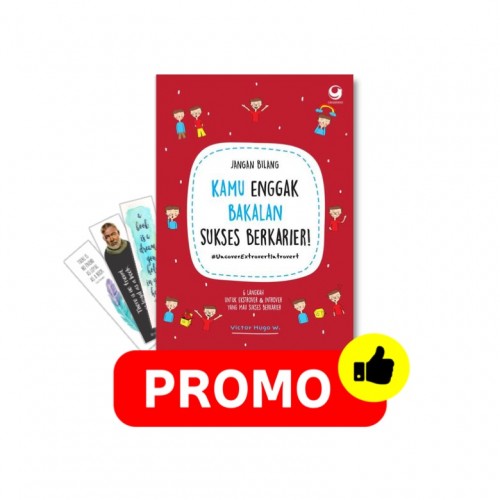 JANGAN BILANG
KAMU ENGGAK
BAKALAN
SUKSES BERKARIER!
#UncoverExtrovertIntrovert
6 LANGKAH
UNTUK EKSTROVER & INTROVER
YANG MAU SUKSES BERKARIER
Victor Hugo W.
PROMO